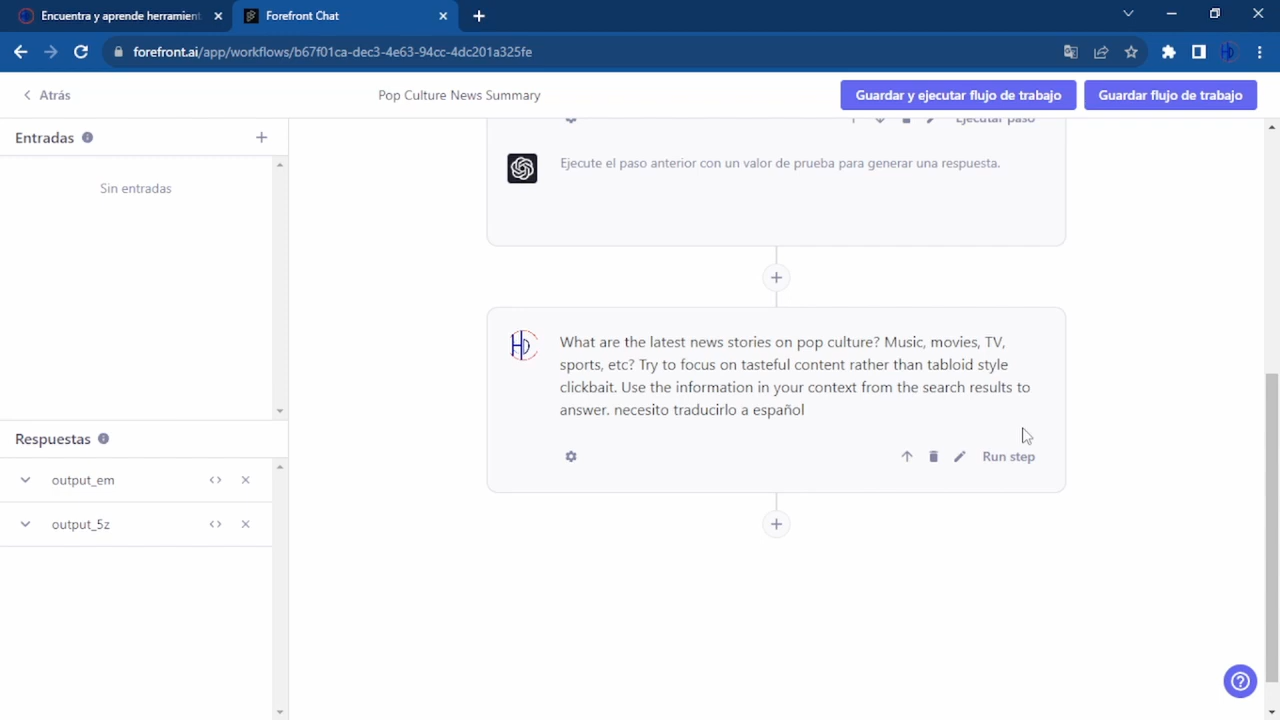 Encuentra y aprende herramient
Forefront Chat
forefront.ai/app/workflows/b67f01ca-dec3-4e63-94cc-4dc201a325fe
Atrás
Pop Culture News Summary
Guardar y ejecutar flujo de trabajo
Guardar flujo de trabajo
Entradas
Sin entradas
Ejecutar paso
Ejecute el paso anterior con un valor de prueba para generar una respuesta.
What are the latest news stories on pop culture? Music, movies, TV,
sports, etc? Try to focus on tasteful content rather than tabloid style
clickbait. Use the information in your context from the search results to
answer. necesito traducirlo a español
Run step
Respuestas
output_em
output_5z